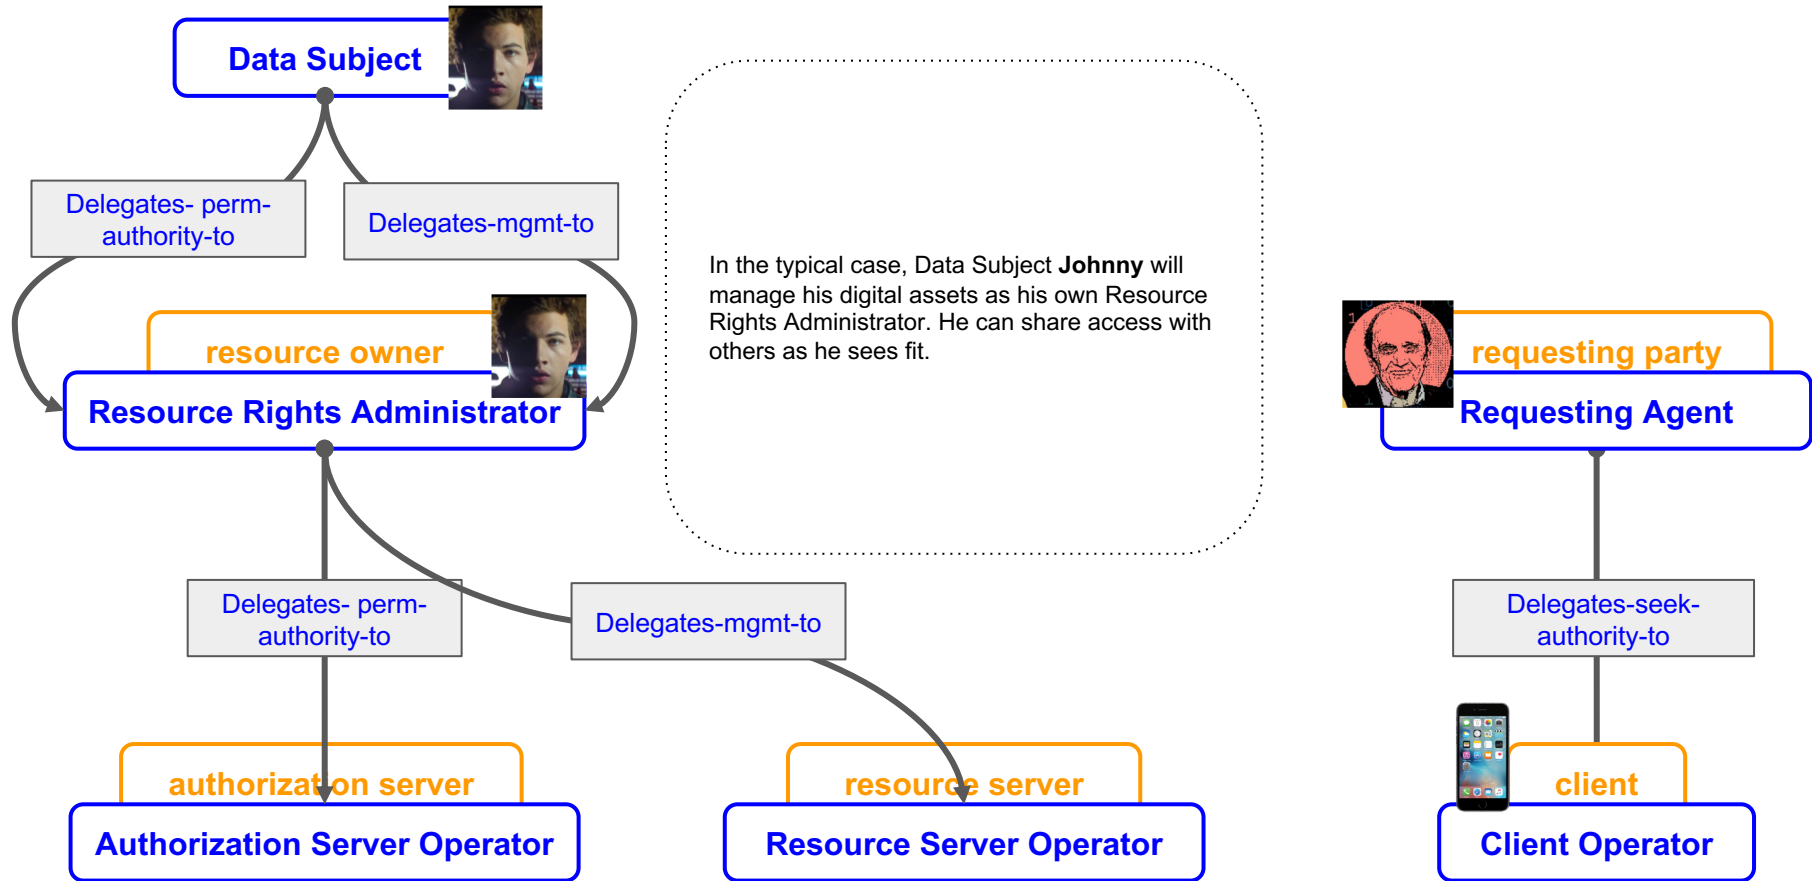 Data Subject
Delegates- perm-
authority-to
Delegates-mgmt-to
In the typical case, Data Subject Johnny will
manage his digital assets as his own Resource
Rights Administrator. He can share access with
others as he sees fit.
resource owner
Resource Rights Administrator
requesting party
Requesting Agent
Delegates- perm-
authority-to
Delegates-mgmt-to
Delegates-seek-
authority-to
authorization server
Authorization Server Operator
resource server
Resource Server Operator
client
Client Operator